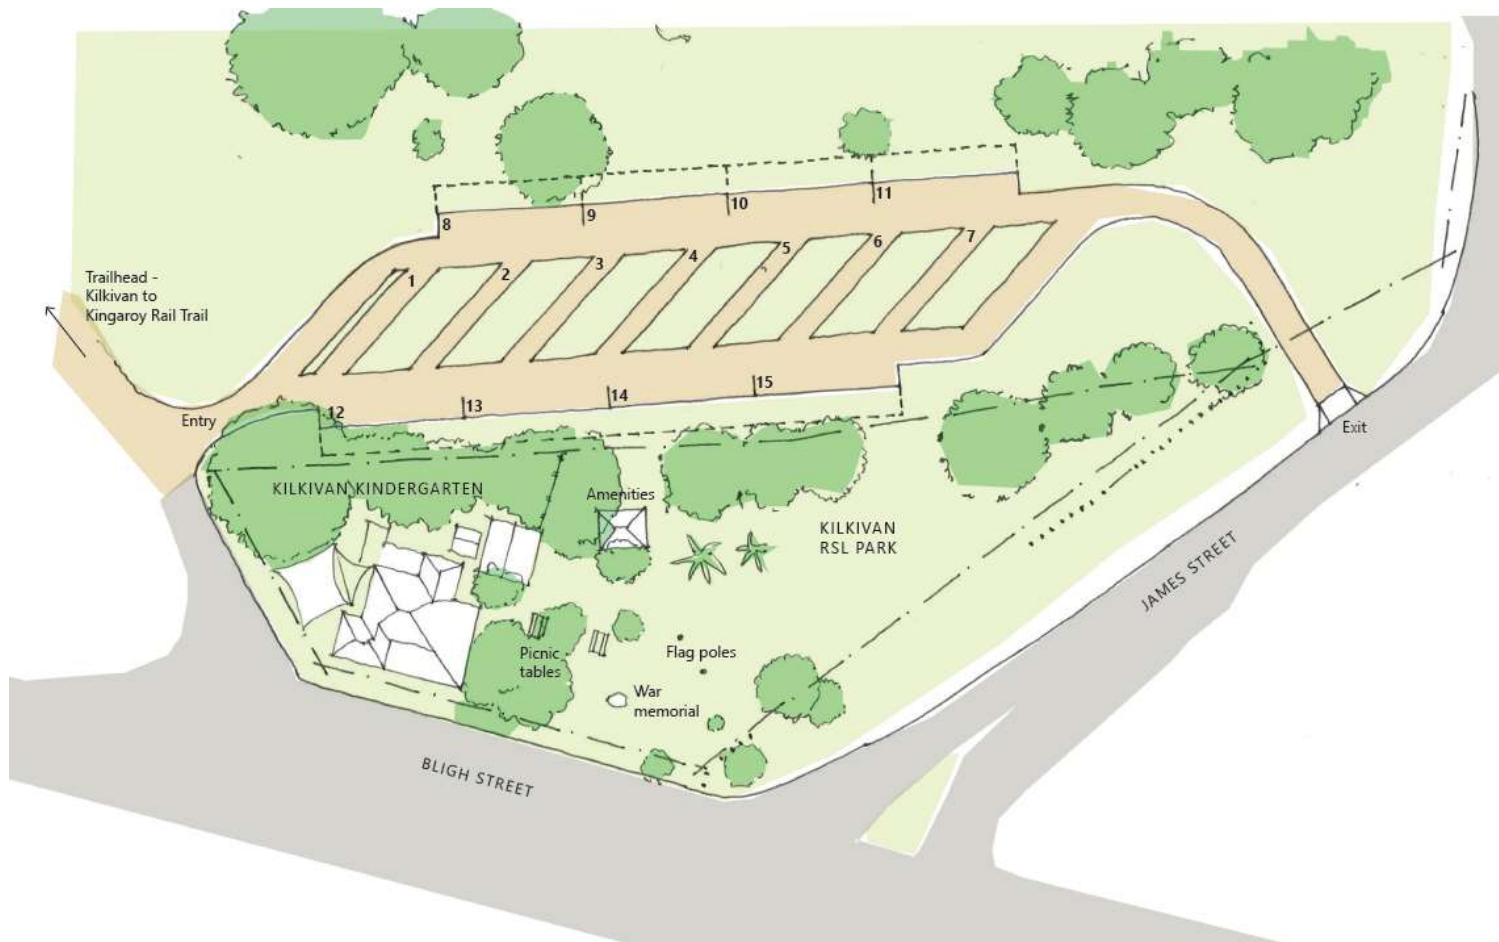 8
9
10
11
1
2
3
4
5
6
7
Trailhead -
Kilkivan to
Kingaroy Rail Trail
12
13
14
15
Entry
Exit
KILKIVAN KINDERGARTEN
Amenities
KILKIVAN
RSL PARK
JAMES STREET
Picnic
tables
Flag poles
War
memorial
BLIGH STREET